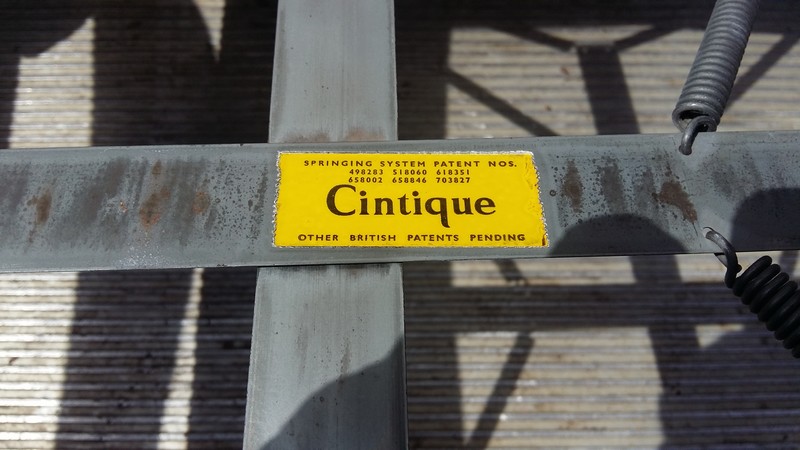 SPRINGING SYSTEM PATENT NOS.
498283 518060 618351
658002 658846 703827
Cintique
OTHER BRITISH PATENTS PENDING